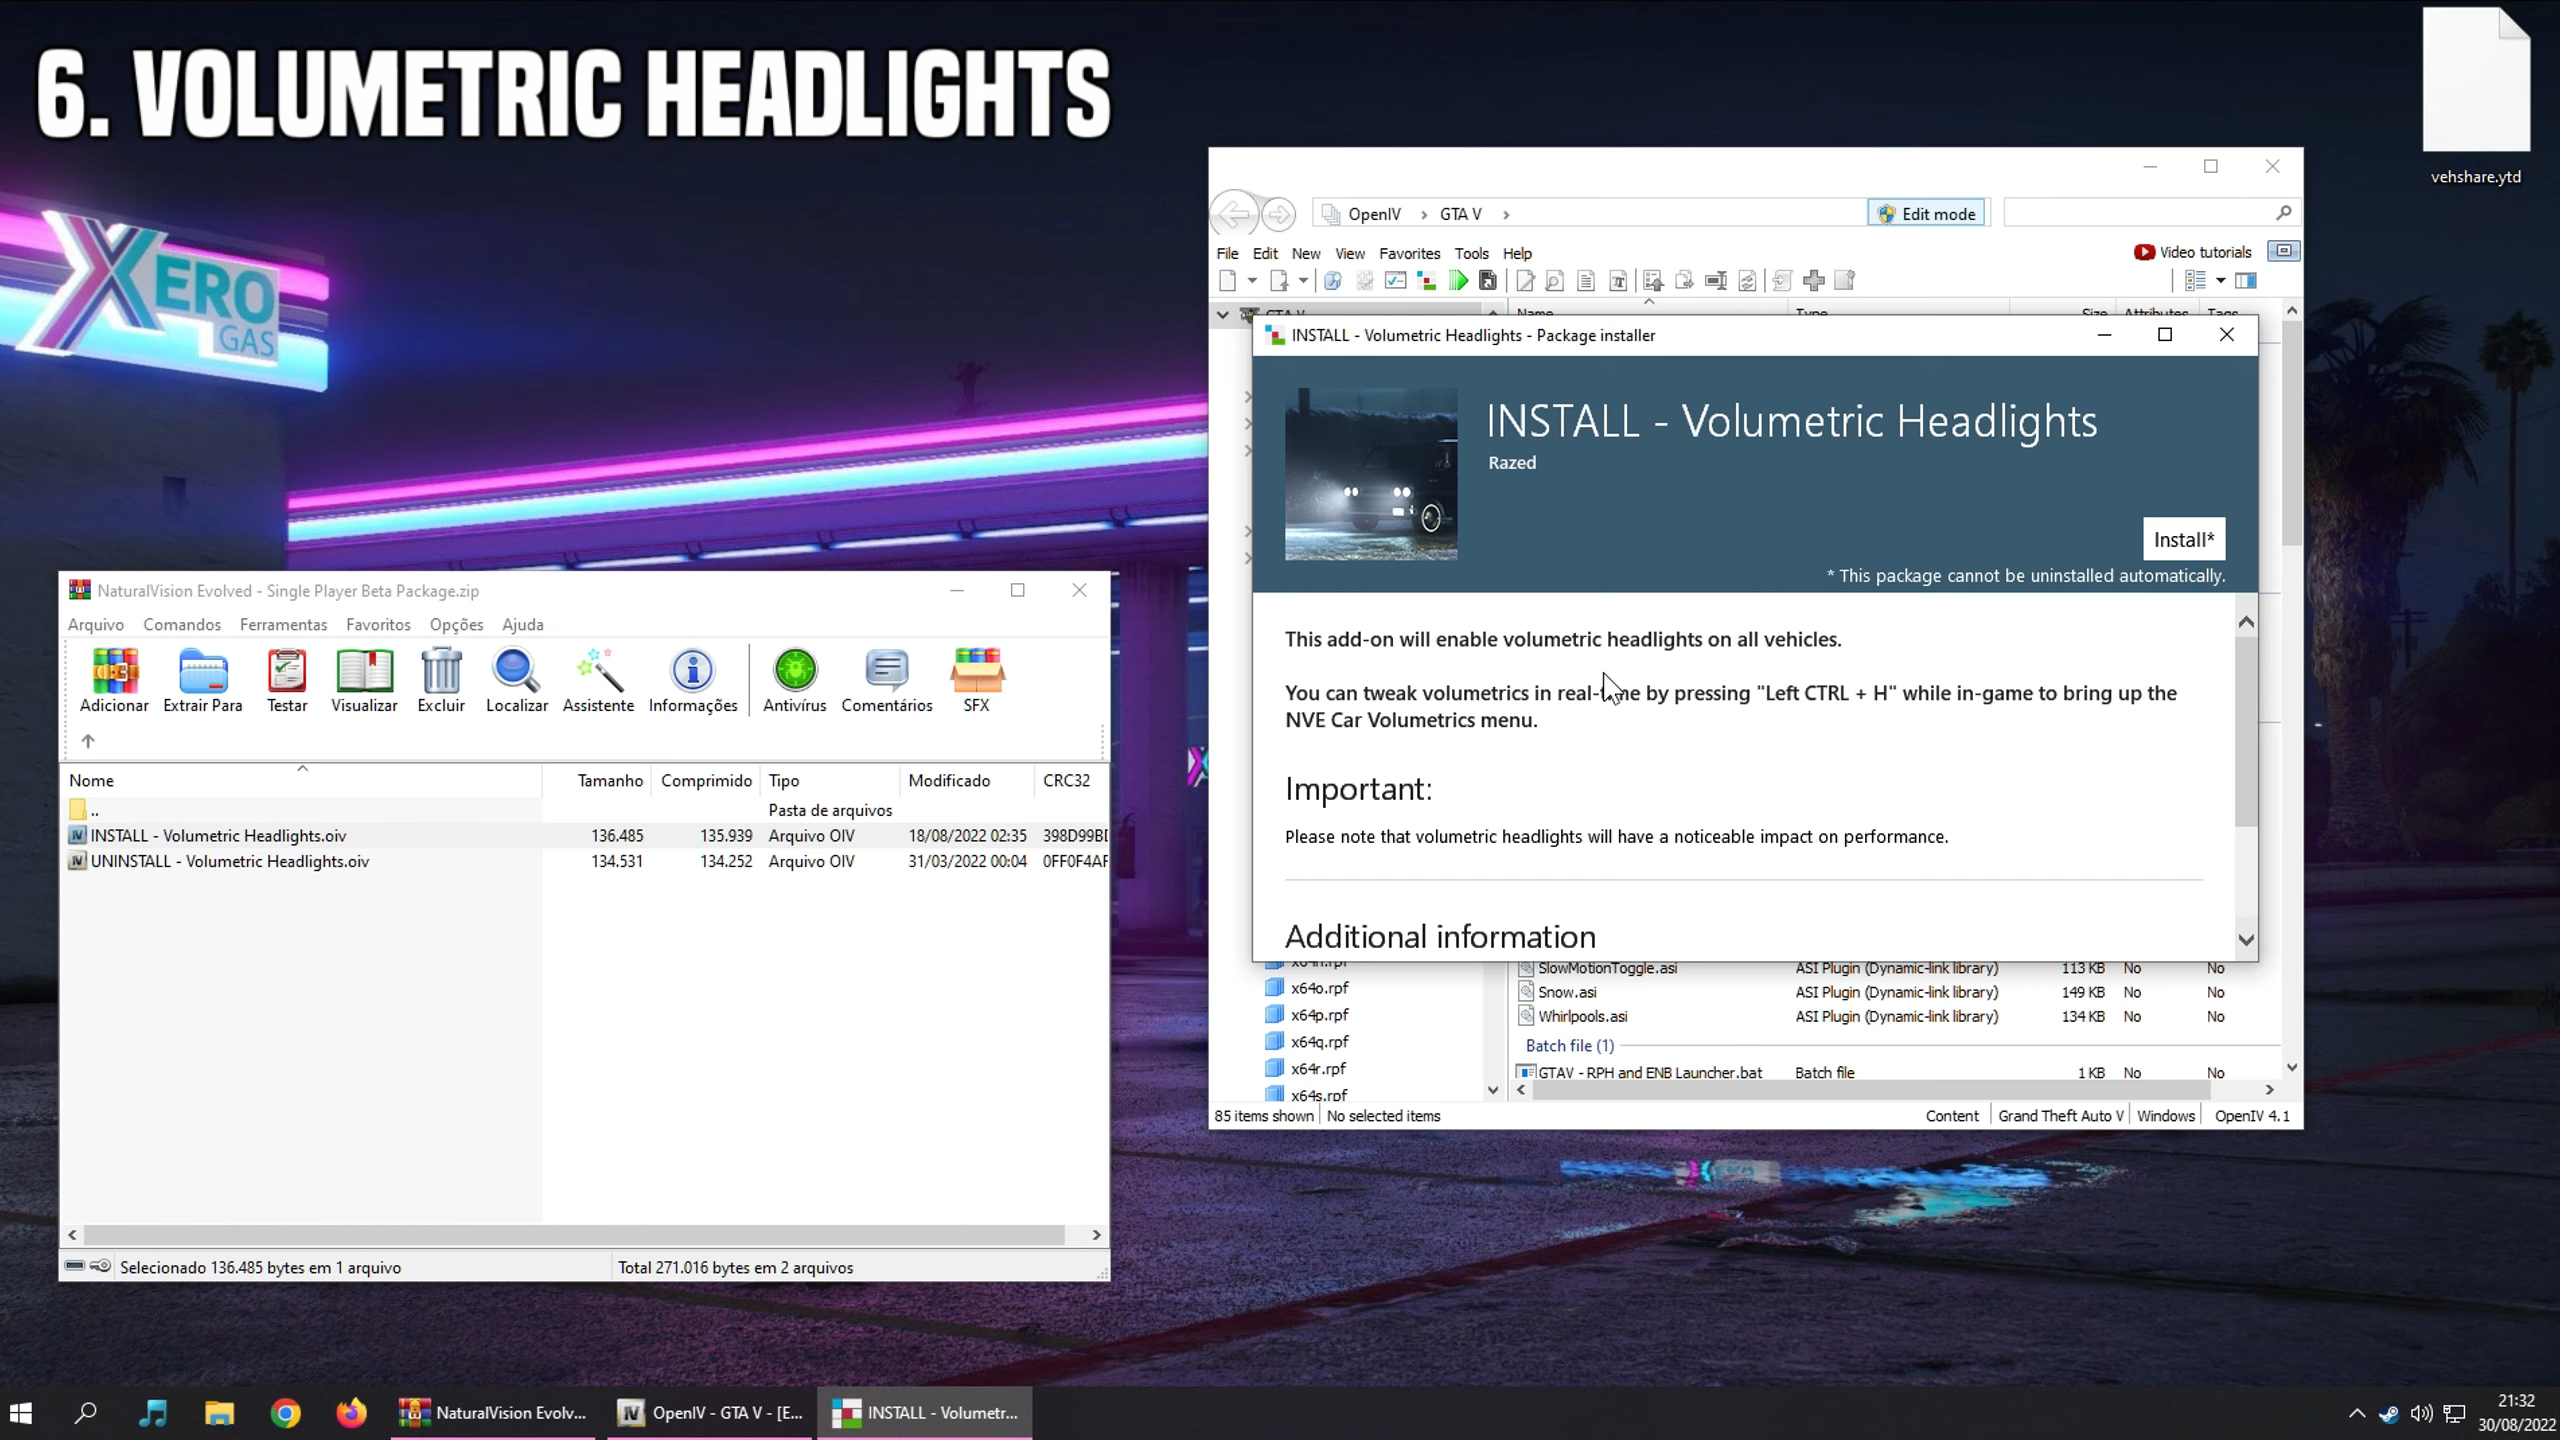 6. VOLUMETRIC HEADLIGHTS
vehshare.ytd
XERO
GAS
OpenIV
GTA V
Edit mode
File Edit New View Favorites Tools Help
Video tutorials
GTA V
Name Type Size Attributes Tags
INSTALL - Volumetric Headlights - Package installer
INSTALL - Volumetric Headlights
Razed
Install*
* This package cannot be uninstalled automatically.
This add-on will enable volumetric headlights on all vehicles.
You can tweak volumetrics in real-time by pressing "Left CTRL + H" while in-game to bring up the
NVE Car Volumetrics menu.
Important:
Please note that volumetric headlights will have a noticeable impact on performance.
Additional information
x64n.rpf
x64o.rpf
x64p.rpf
x64q.rpf
x64r.rpf
x64s.rpf
SlowMotionToggle.asi ASI Plugin (Dynamic-link library) 113 KB No No
Snow.asi ASI Plugin (Dynamic-link library) 149 KB No No
Whirlpools.asi ASI Plugin (Dynamic-link library) 134 KB No No
Batch file (1)
GTAV - RPH and ENB Launcher.bat Batch file 1 KB No No
85 items shown No selected items Content Grand Theft Auto V Windows OpenIV 4.1
NaturalVision Evolved - Single Player Beta Package.zip
Arquivo Comandos Ferramentas Favoritos Opções Ajuda
Adicionar Extrair Para Testar Visualizar Excluir Localizar Assistente Informações Antivírus Comentários SFX
Nome Tamanho Comprimido Tipo Modificado CRC32
.. Pasta de arquivos
INSTALL - Volumetric Headlights.oiv 136.485 135.939 Arquivo OIV 18/08/2022 02:35 398D99BD
UNINSTALL - Volumetric Headlights.oiv 134.531 134.252 Arquivo OIV 31/03/2022 00:04 0FF0F4AF
Selecionado 136.485 bytes em 1 arquivo Total 271.016 bytes em 2 arquivos
NaturalVision Evolv...
OpenIV - GTA V - [E...
INSTALL - Volumetr...
21:32
30/08/2022